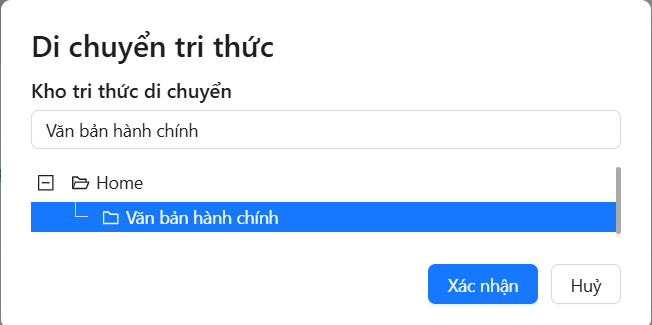 Di chuyển tri thức
Kho tri thức di chuyển
Văn bản hành chính
Home
Văn bản hành chính
Xác nhận
Huỷ